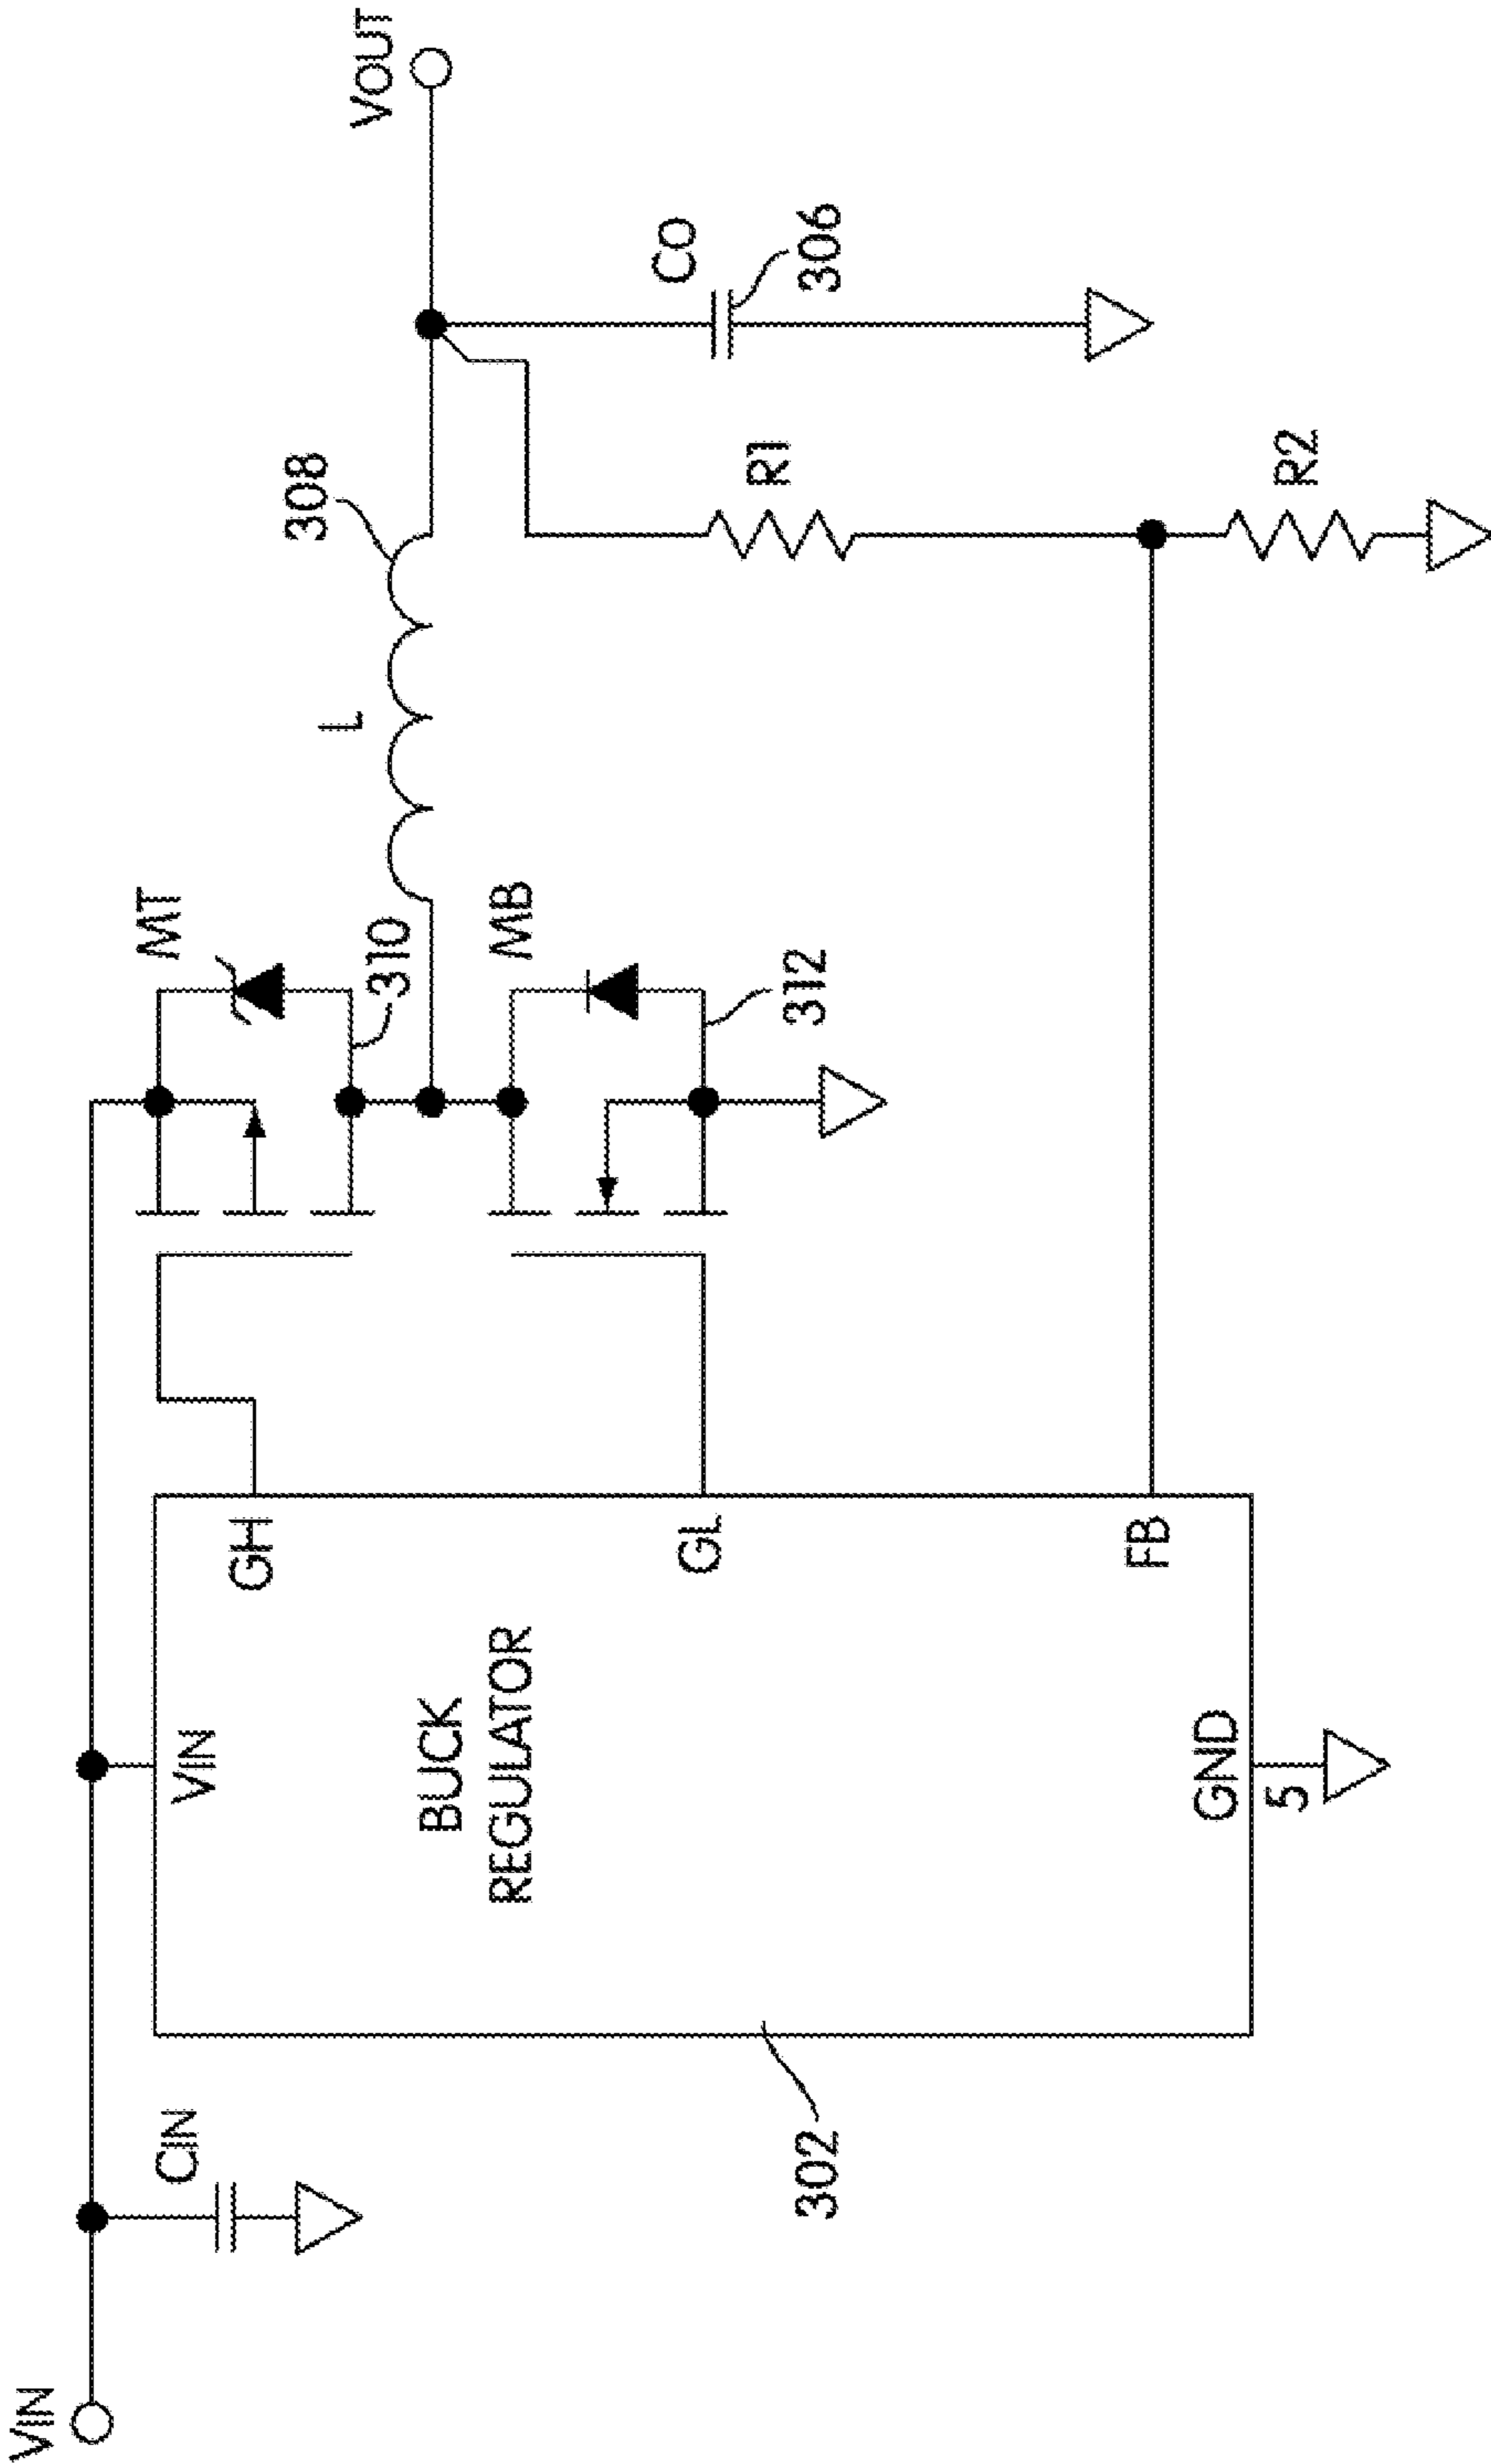 VIN
CIN
302
VIN
BUCK
REGULATOR
GND
5
GH
GL
FB
MT
310
MB
312
L
308
R1
R2
CO
306
VOUT